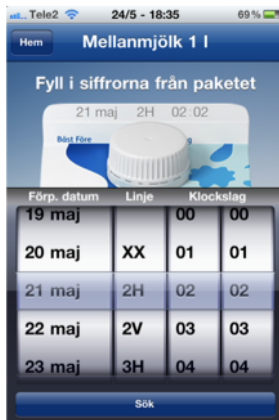 Tele2 24/5 - 18:35 69 %
Hem Mellanmjölk 1 l
Fyll i siffrorna från paketet
21 maj 2H 02:02
Bäst Före
Förp. datum Linje Klockslag
19 maj 00 00
20 maj XX 01 01
21 maj 2H 02 02
22 maj 2V 03 03
23 maj 3H 04 04
Sök